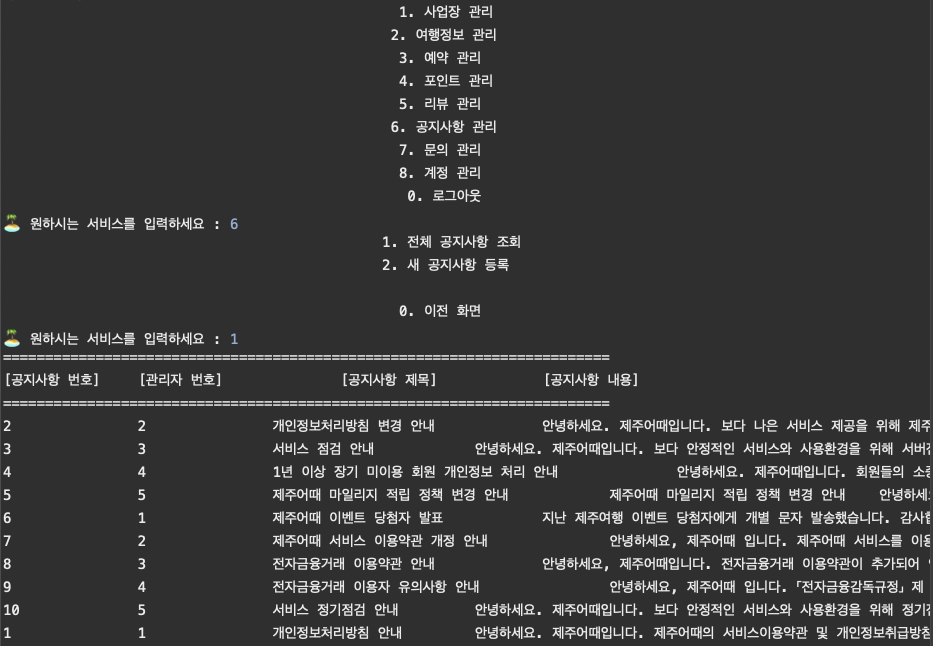 1. 사업장 관리
2. 여행정보 관리
3. 예약 관리
4. 포인트 관리
5. 리뷰 관리
6. 공지사항 관리
7. 문의 관리
8. 계정 관리
0. 로그아웃
원하시는 서비스를 입력하세요 : 6
1. 전체 공지사항 조회
2. 새 공지사항 등록
0. 이전 화면
원하시는 서비스를 입력하세요 : 1
========================================================================
[공지사항 번호] [관리자 번호] [공지사항 제목] [공지사항 내용]
========================================================================
2 2 개인정보처리방침 변경 안내 안녕하세요. 제주어때입니다. 보다 나은 서비스 제공을 위해 제주
3 3 서비스 점검 안내 안녕하세요. 제주어때입니다. 보다 안정적인 서비스와 사용환경을 위해
4 4 1년 이상 장기 미이용 회원 개인정보 처리 안내 안녕하세요. 제주어때입니다. 회원들의
5 5 제주어때 마일리지 적립 정책 변경 안내 제주어때 마일리지 적립 정책 변경 안내 안녕하세
6 1 제주어때 이벤트 당첨자 발표 지난 제주여행 이벤트 당첨자에게 개별 문자 발송했습니다.
7 2 제주어때 서비스 이용약관 개정 안내 안녕하세요, 제주어때 입니다. 제주어때 서비스를
8 3 전자금융거래 이용약관 안내 안녕하세요, 제주어때입니다. 전자금융거래 이용약관이 추가되어
9 4 전자금융거래 이용자 유의사항 안내 안녕하세요, 제주어때 입니다. 「전자금융감독규정」 제
10 5 서비스 정기점검 안내 안녕하세요. 제주어때입니다. 보다 안정적인 서비스와 사용환경을 위해
1 1 개인정보처리방침 안내 안녕하세요. 제주어때입니다. 제주어때의 서비스이용약관 및 개인정보취급방침